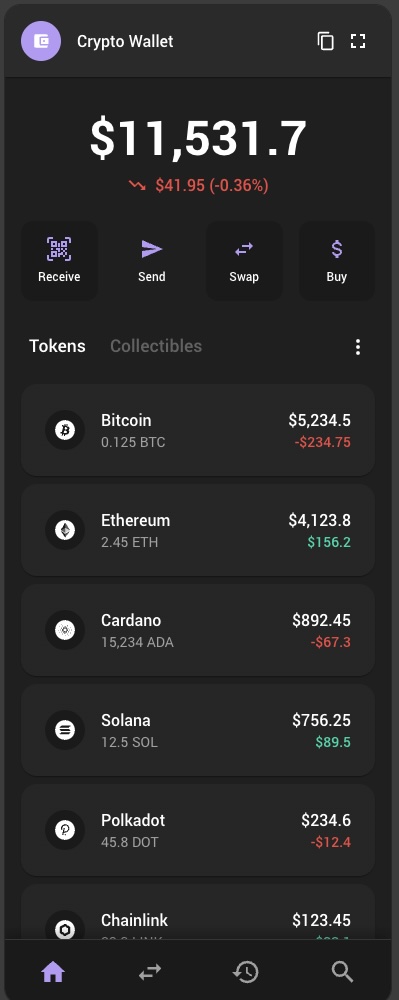 Crypto Wallet
$11,531.7
$41.95 (-0.36%)
Receive
Send
Swap
Buy
Tokens
Collectibles
Bitcoin
$5,234.5
0.125 BTC
-$234.75
Ethereum
$4,123.8
2.45 ETH
$156.2
Cardano
$892.45
15,234 ADA
-$67.3
Solana
$756.25
12.5 SOL
$89.5
Polkadot
$234.6
45.8 DOT
-$12.4
Chainlink
$123.45